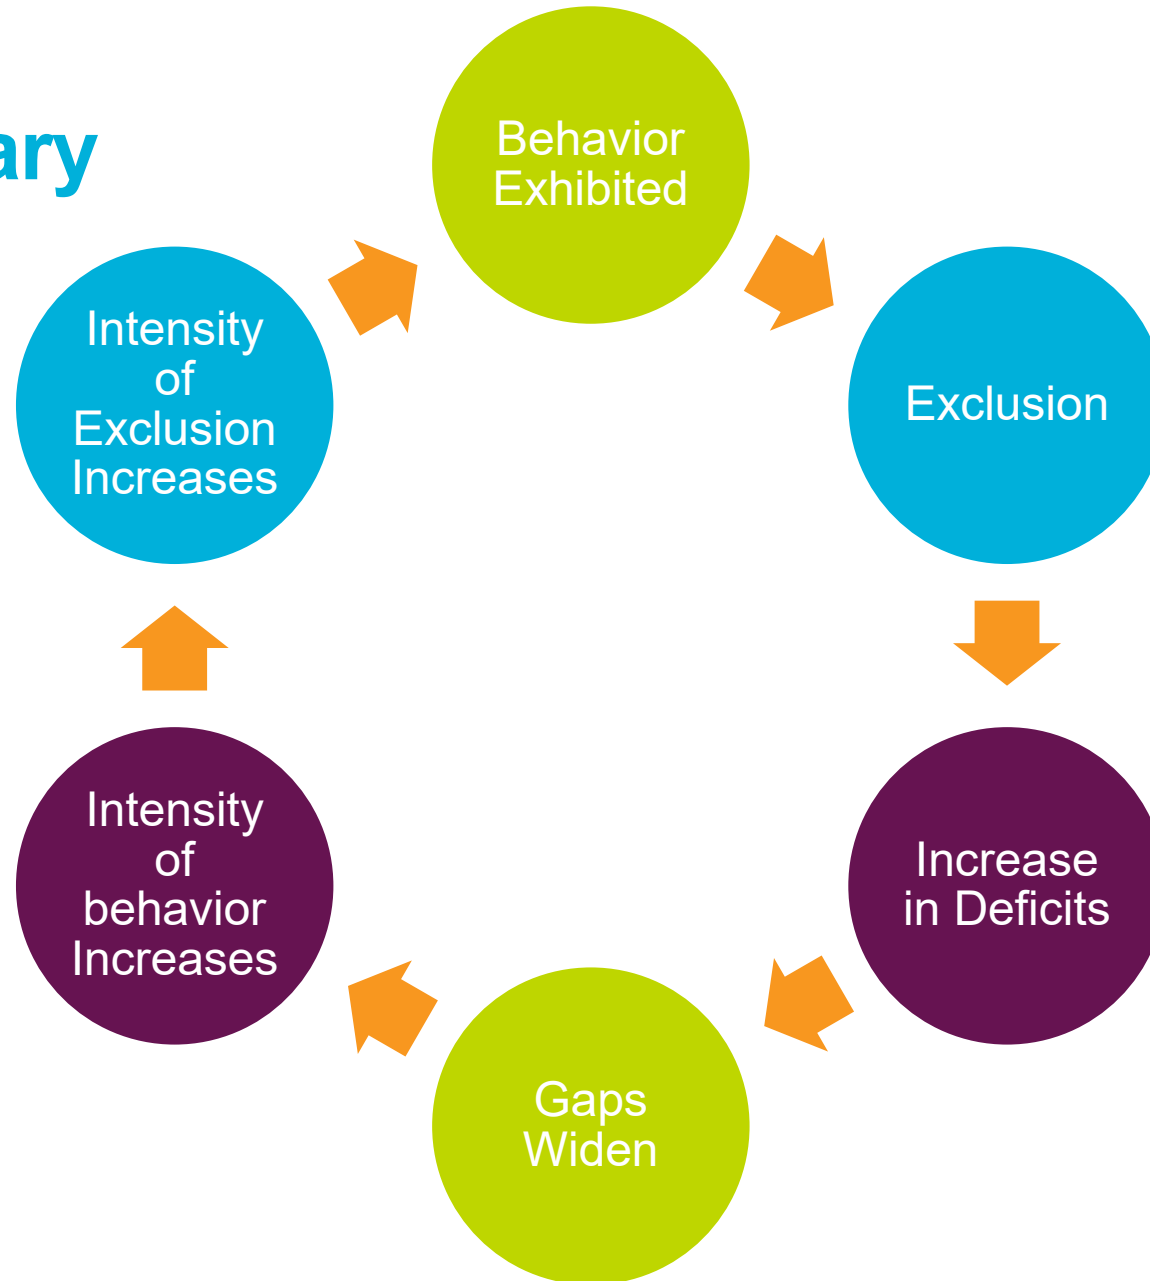 ary
Behavior
Exhibited
Exclusion
Increase
in Deficits
Gaps
Widen
Intensity
of
behavior
Increases
Intensity
of
Exclusion
Increases